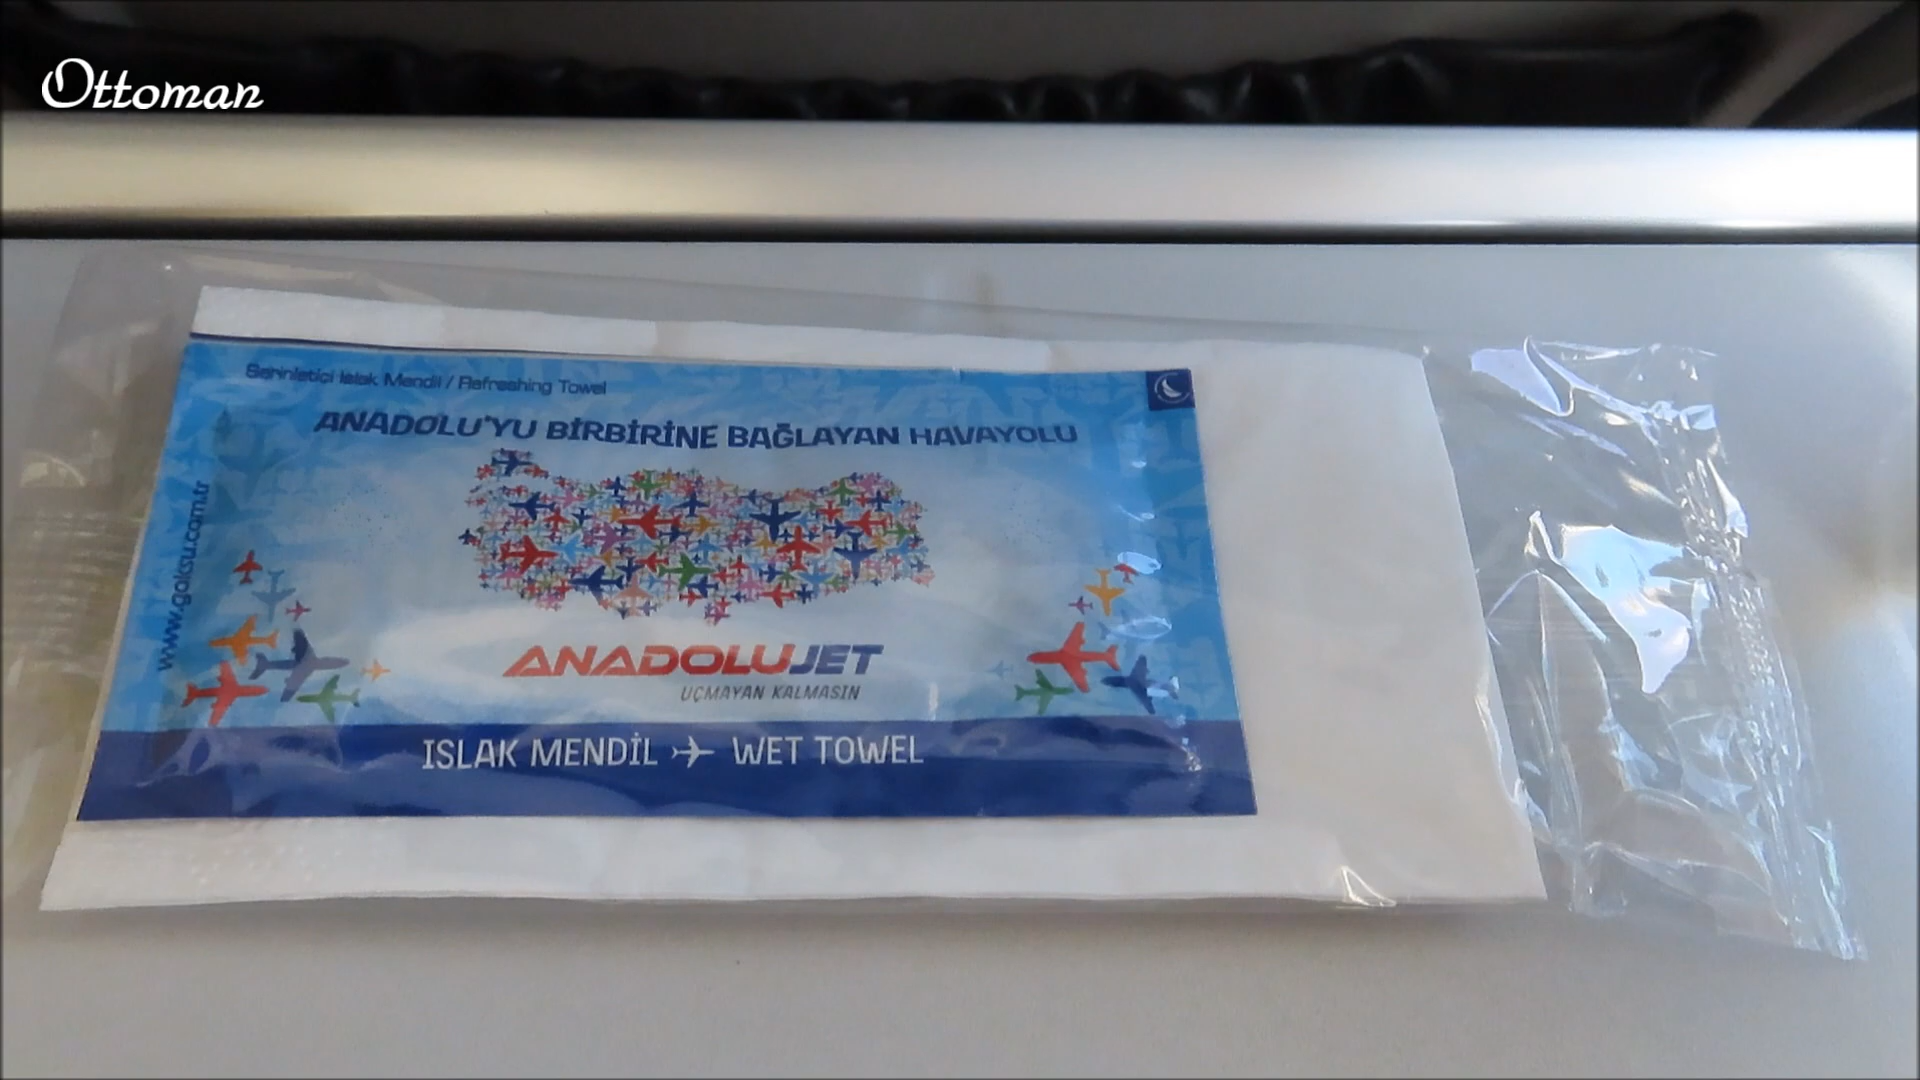 Ottoman
Serinletici Islak Mendil / Refreshing Towel
ANADOLU'YU BİRBİRİNE BAĞLAYAN HAVAYOLU
www.goksu.com.tr
ANADOLUJET
UÇMAYAN KALMASIN
ISLAK MENDİL WET TOWEL